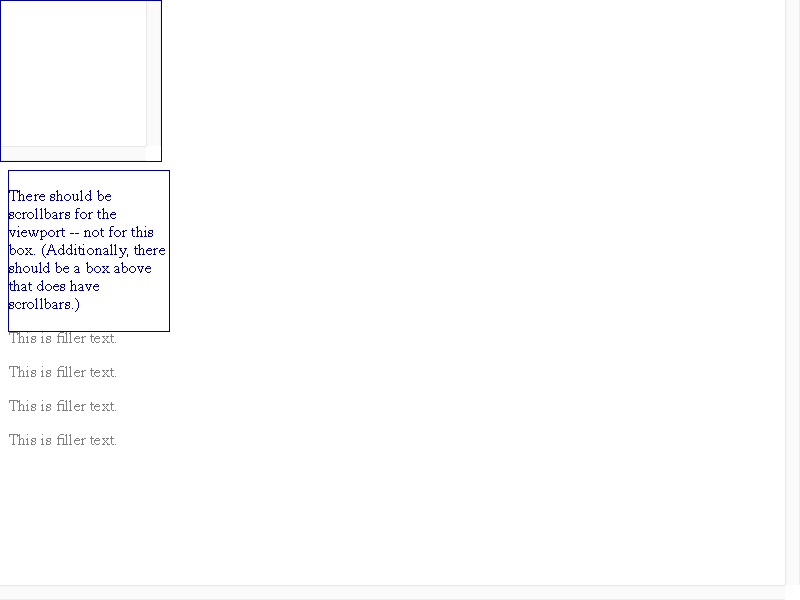 There should be
scrollbars for the
viewport -- not for this
box. (Additionally, there
should be a box above
that does have
scrollbars.)
This is filler text.
This is filler text.
This is filler text.
This is filler text.